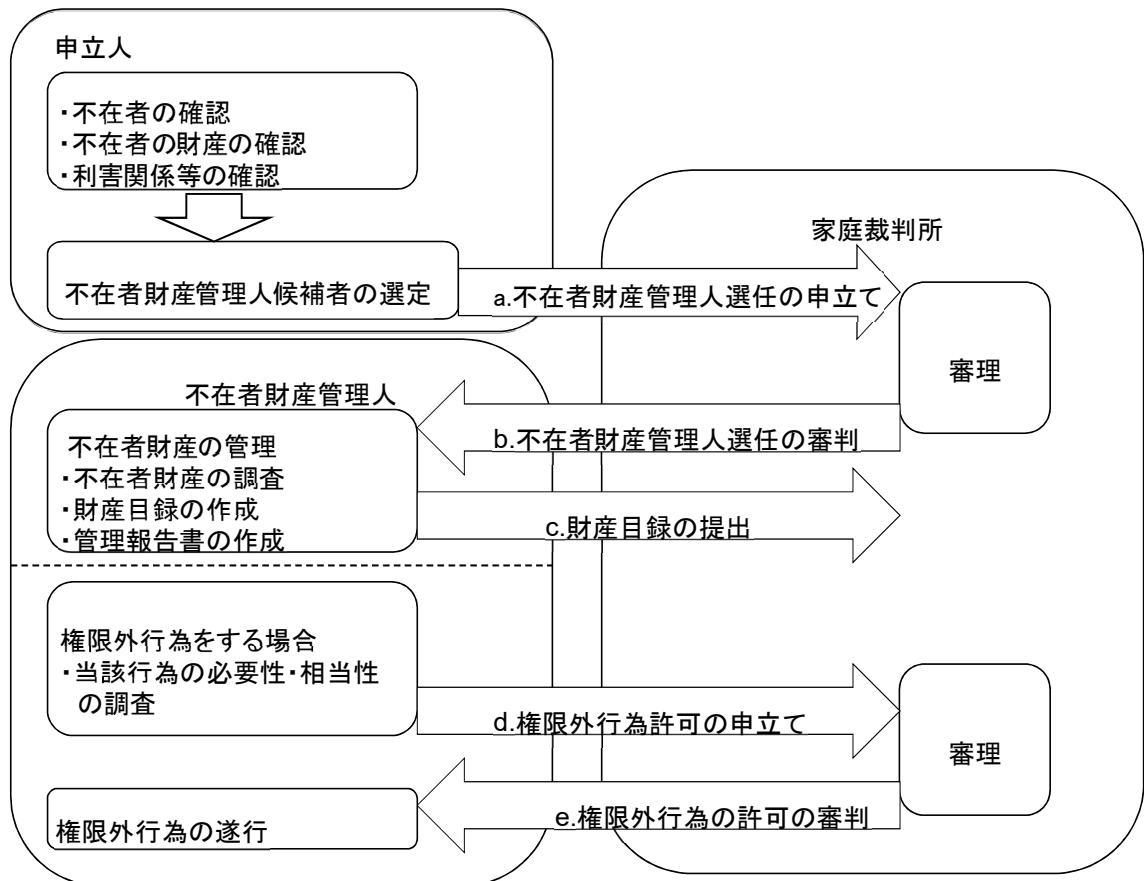 申立人
・不在者の確認
・不在者の財産の確認
・利害関係等の確認
不在者財産管理人候補者の選定
家庭裁判所
a.不在者財産管理人選任の申立て
審理
不在者財産管理人
b.不在者財産管理人選任の審判
不在者財産の管理
・不在者財産の調査
・財産目録の作成
・管理報告書の作成
c.財産目録の提出
権限外行為をする場合
・当該行為の必要性・相当性
の調査
d.権限外行為許可の申立て
審理
e.権限外行為の許可の審判
権限外行為の遂行